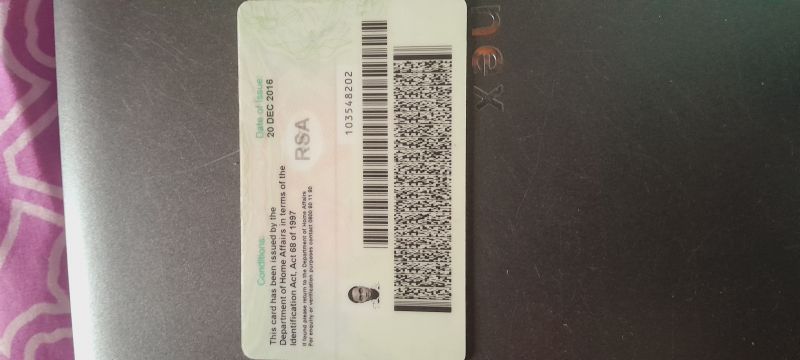 Conditions:
This card has been issued by the
Department of Home Affairs in terms of the
Identification Act, Act 68 of 1997
If found please return to the Department of Home Affairs
For enquiry or verification purposes contact 0800 60 11 90
Date of Issue:
20 DEC 2016
RSA
103548202
nex